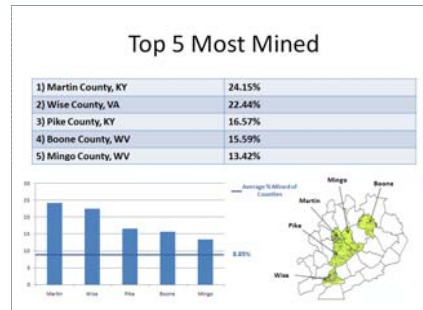 Top 5 Most Mined
1) Martin County, KY 24.15%
2) Wise County, VA 22.44%
3) Pike County, KY 16.57%
4) Boone County, WV 15.59%
5) Mingo County, WV 13.42%
30
25
20
15
10
5
0
Martin Wise Pike Boone Mingo
Average % Mined of
Counties
Mingo
Boone
Martin
Pike
Wise